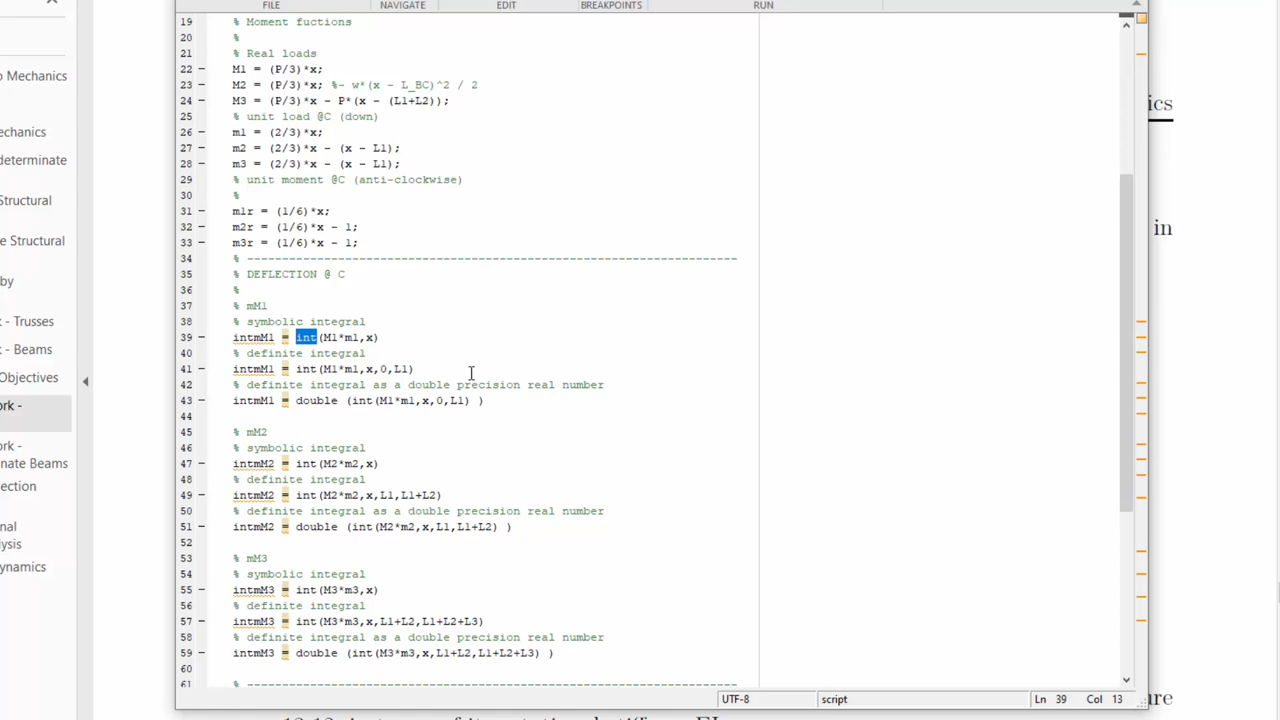 FILE NAVIGATE EDIT BREAKPOINTS RUN
19 % Moment fuctions
20 %
21 % Real loads
22 – M1 = (P/3)*x;
23 – M2 = (P/3)*x; %- w*(x - L_BC)^2 / 2
24 – M3 = (P/3)*x - P*(x - (L1+L2));
25 % unit load @C (down)
26 – m1 = (2/3)*x;
27 – m2 = (2/3)*x - (x - L1);
28 – m3 = (2/3)*x - (x - L1);
29 % unit moment @C (anti-clockwise)
30 %
31 – m1r = (1/6)*x;
32 – m2r = (1/6)*x - 1;
33 – m3r = (1/6)*x - 1;
34 % ----------------------------------------------------------------------
35 % DEFLECTION @ C
36 %
37 % mM1
38 % symbolic integral
39 – intmM1 = int(M1*m1,x)
40 % definite integral
41 – intmM1 = int(M1*m1,x,0,L1)
42 % definite integral as a double precision real number
43 – intmM1 = double (int(M1*m1,x,0,L1) )
44
45 % mM2
46 % symbolic integral
47 – intmM2 = int(M2*m2,x)
48 % definite integral
49 – intmM2 = int(M2*m2,x,L1,L1+L2)
50 % definite integral as a double precision real number
51 – intmM2 = double (int(M2*m2,x,L1,L1+L2) )
52
53 % mM3
54 % symbolic integral
55 – intmM3 = int(M3*m3,x)
56 % definite integral
57 – intmM3 = int(M3*m3,x,L1+L2,L1+L2+L3)
58 % definite integral as a double precision real number
59 – intmM3 = double (int(M3*m3,x,L1+L2,L1+L2+L3) )
60
61 % ----------------------------------------------------------------------
UTF-8 script Ln 39 Col 13
o Mechanics
echanics
determinate
Structural
e Structural
by
k - Trusses
k - Beams
Objectives
ork -
rk -
nate Beams
ection
nal
lysis
ynamics
ics
in
ure